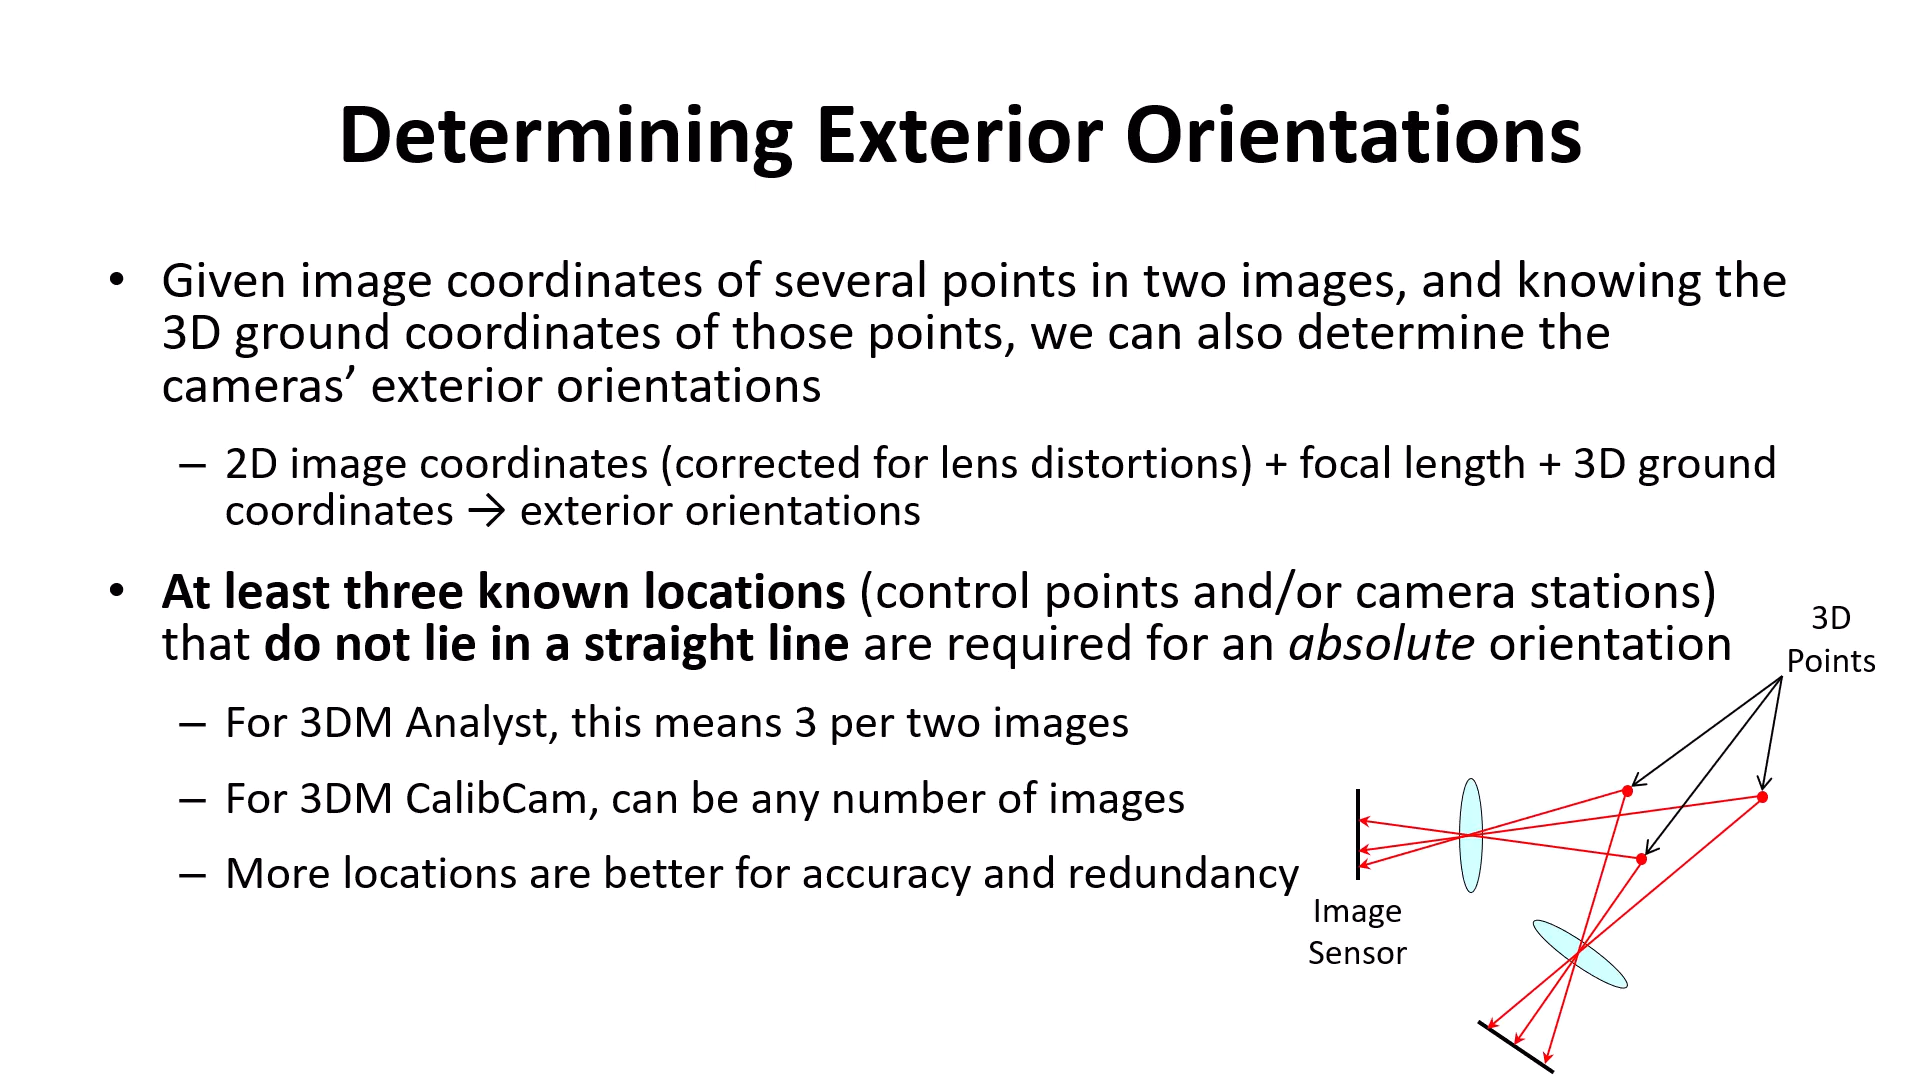 Determining Exterior Orientations
• Given image coordinates of several points in two images, and knowing the
3D ground coordinates of those points, we can also determine the
cameras’ exterior orientations
– 2D image coordinates (corrected for lens distortions) + focal length + 3D ground
coordinates → exterior orientations
• At least three known locations (control points and/or camera stations)
that do not lie in a straight line are required for an absolute orientation
– For 3DM Analyst, this means 3 per two images
– For 3DM CalibCam, can be any number of images
– More locations are better for accuracy and redundancy
3D
Points
Image
Sensor